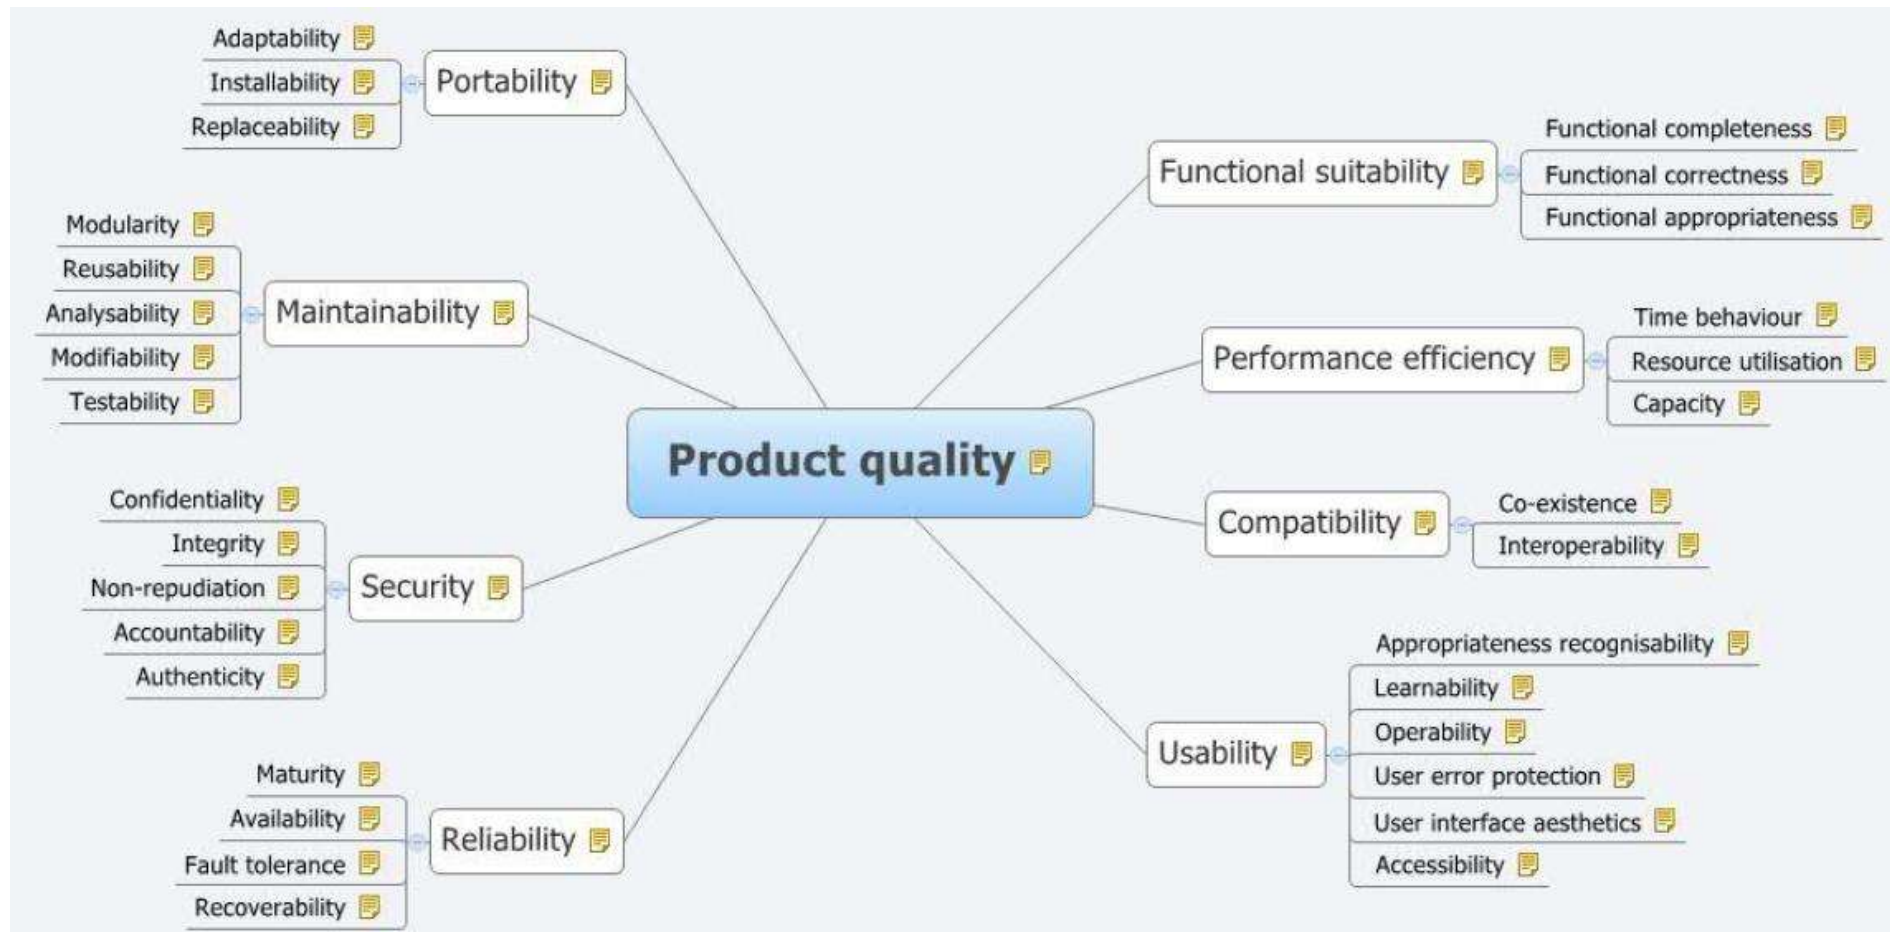 Product quality
Portability
Adaptability
Installability
Replaceability
Maintainability
Modularity
Reusability
Analysability
Modifiability
Testability
Security
Confidentiality
Integrity
Non-repudiation
Accountability
Authenticity
Reliability
Maturity
Availability
Fault tolerance
Recoverability
Functional suitability
Functional completeness
Functional correctness
Functional appropriateness
Performance efficiency
Time behaviour
Resource utilisation
Capacity
Compatibility
Co-existence
Interoperability
Usability
Appropriateness recognisability
Learnability
Operability
User error protection
User interface aesthetics
Accessibility